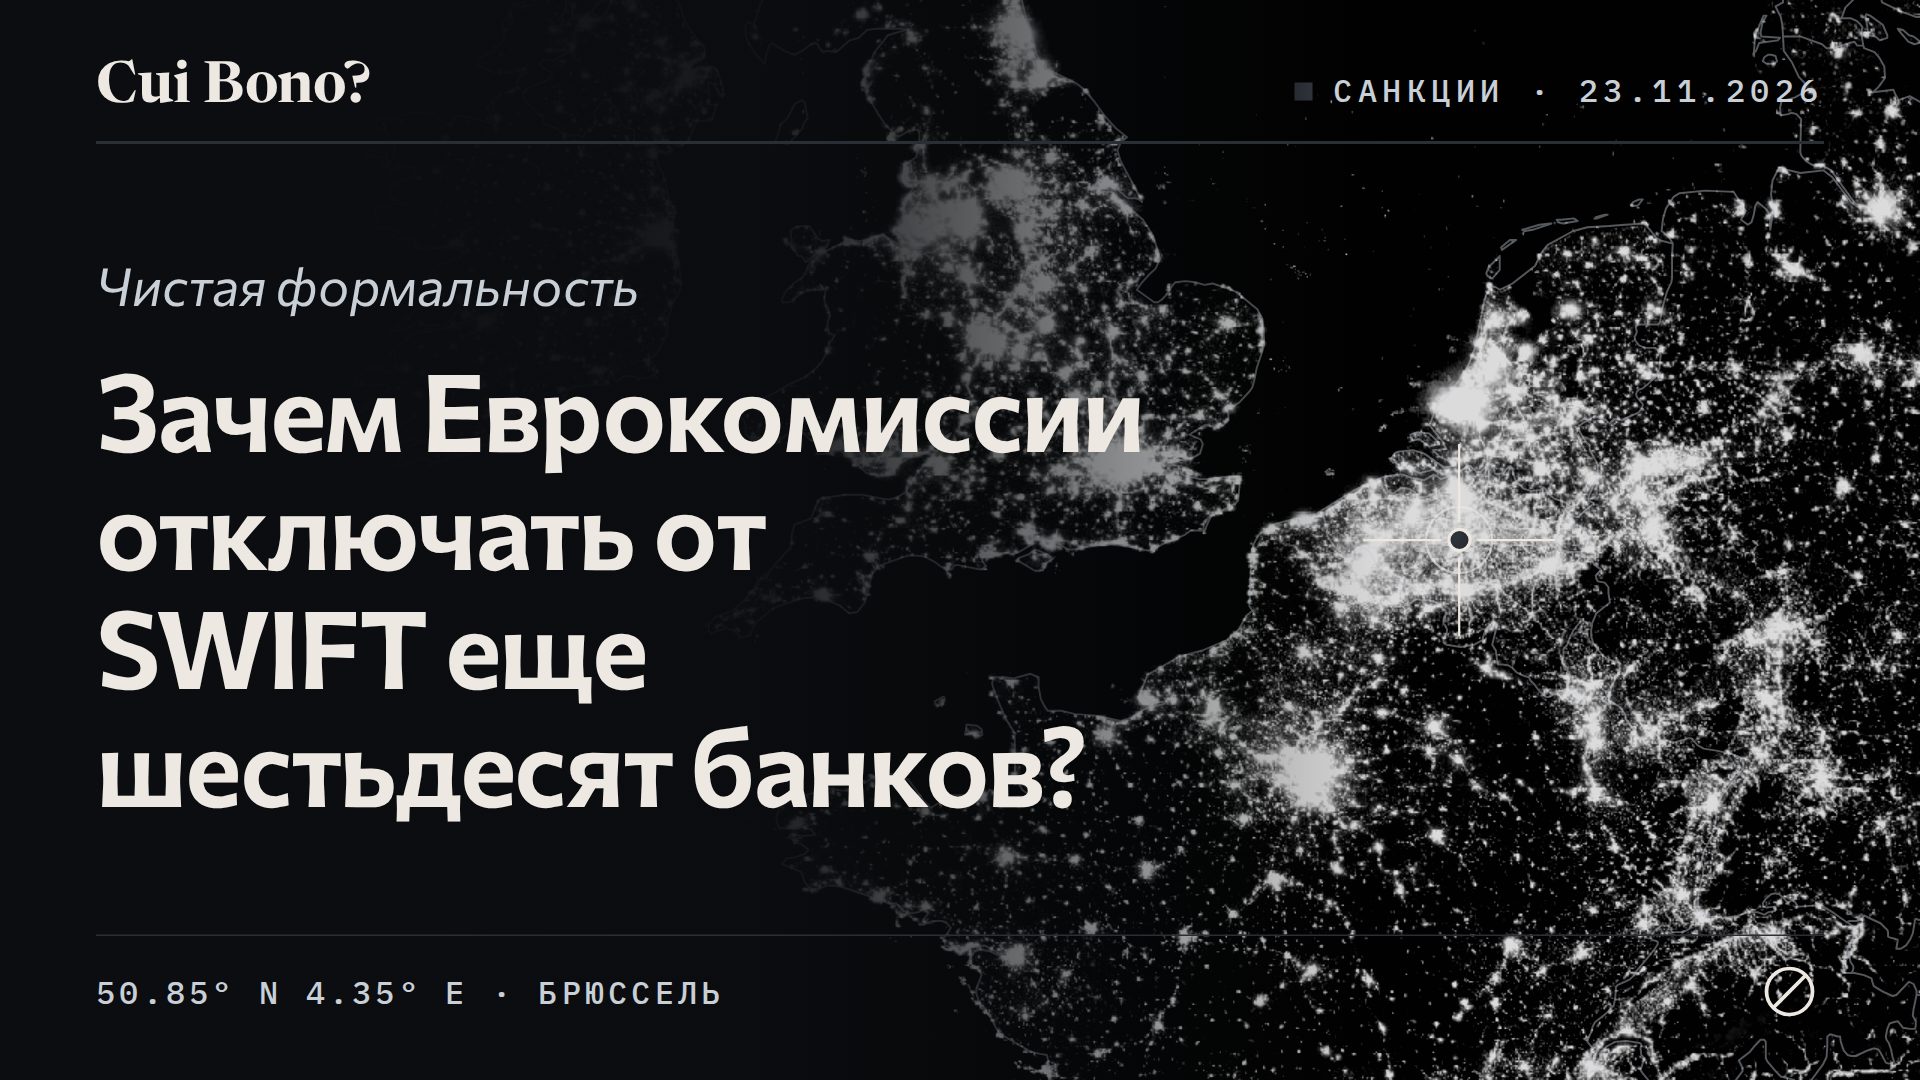 Cui Bono?
САНКЦИИ · 23.11.2026
Чистая формальность
Зачем Еврокомиссии
отключать от
SWIFT еще
шестьдесят банков?
50.85° N 4.35° E · БРЮССЕЛЬ